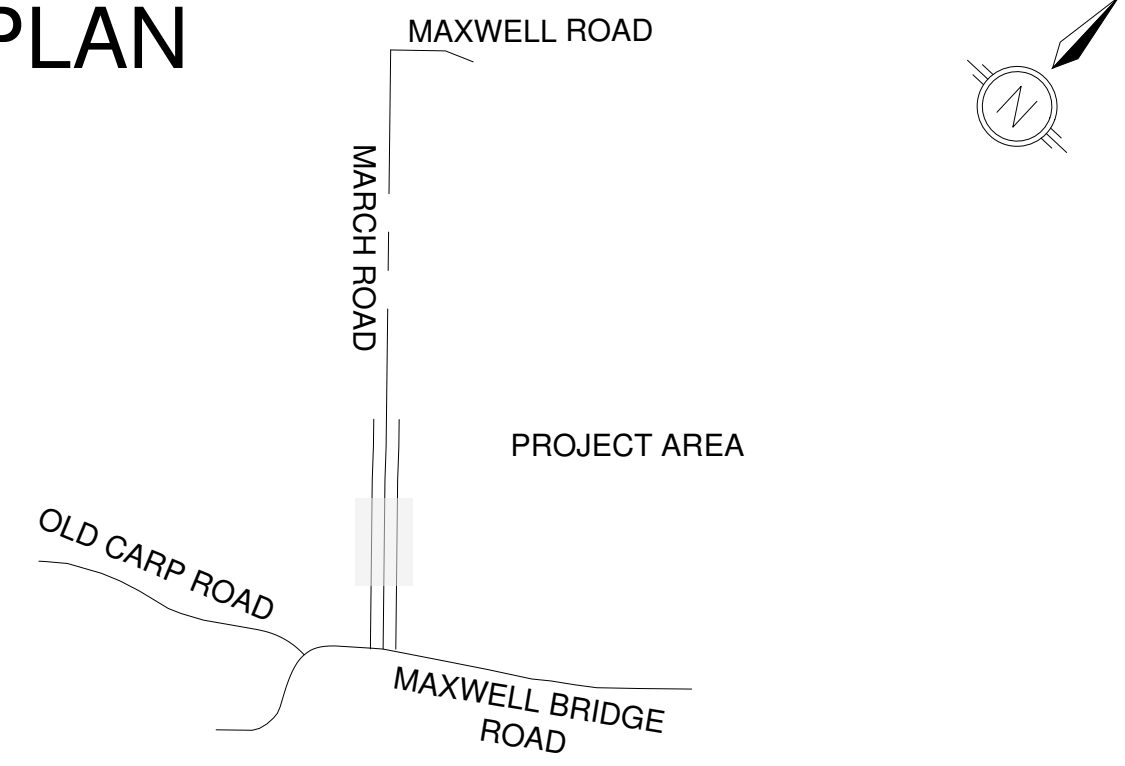 PLAN
MAXWELL ROAD
N
MARCH ROAD
PROJECT AREA
OLD CARP ROAD
MAXWELL BRIDGE
ROAD